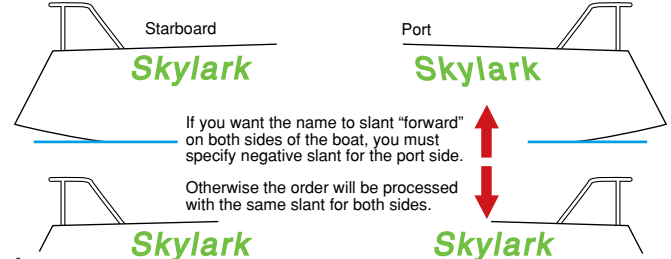 Starboard
Port
Skylark
Skylark
If you want the name to slant “forward”
on both sides of the boat, you must
specify negative slant for the port side.
Otherwise the order will be processed
with the same slant for both sides.
Skylark
Skylark